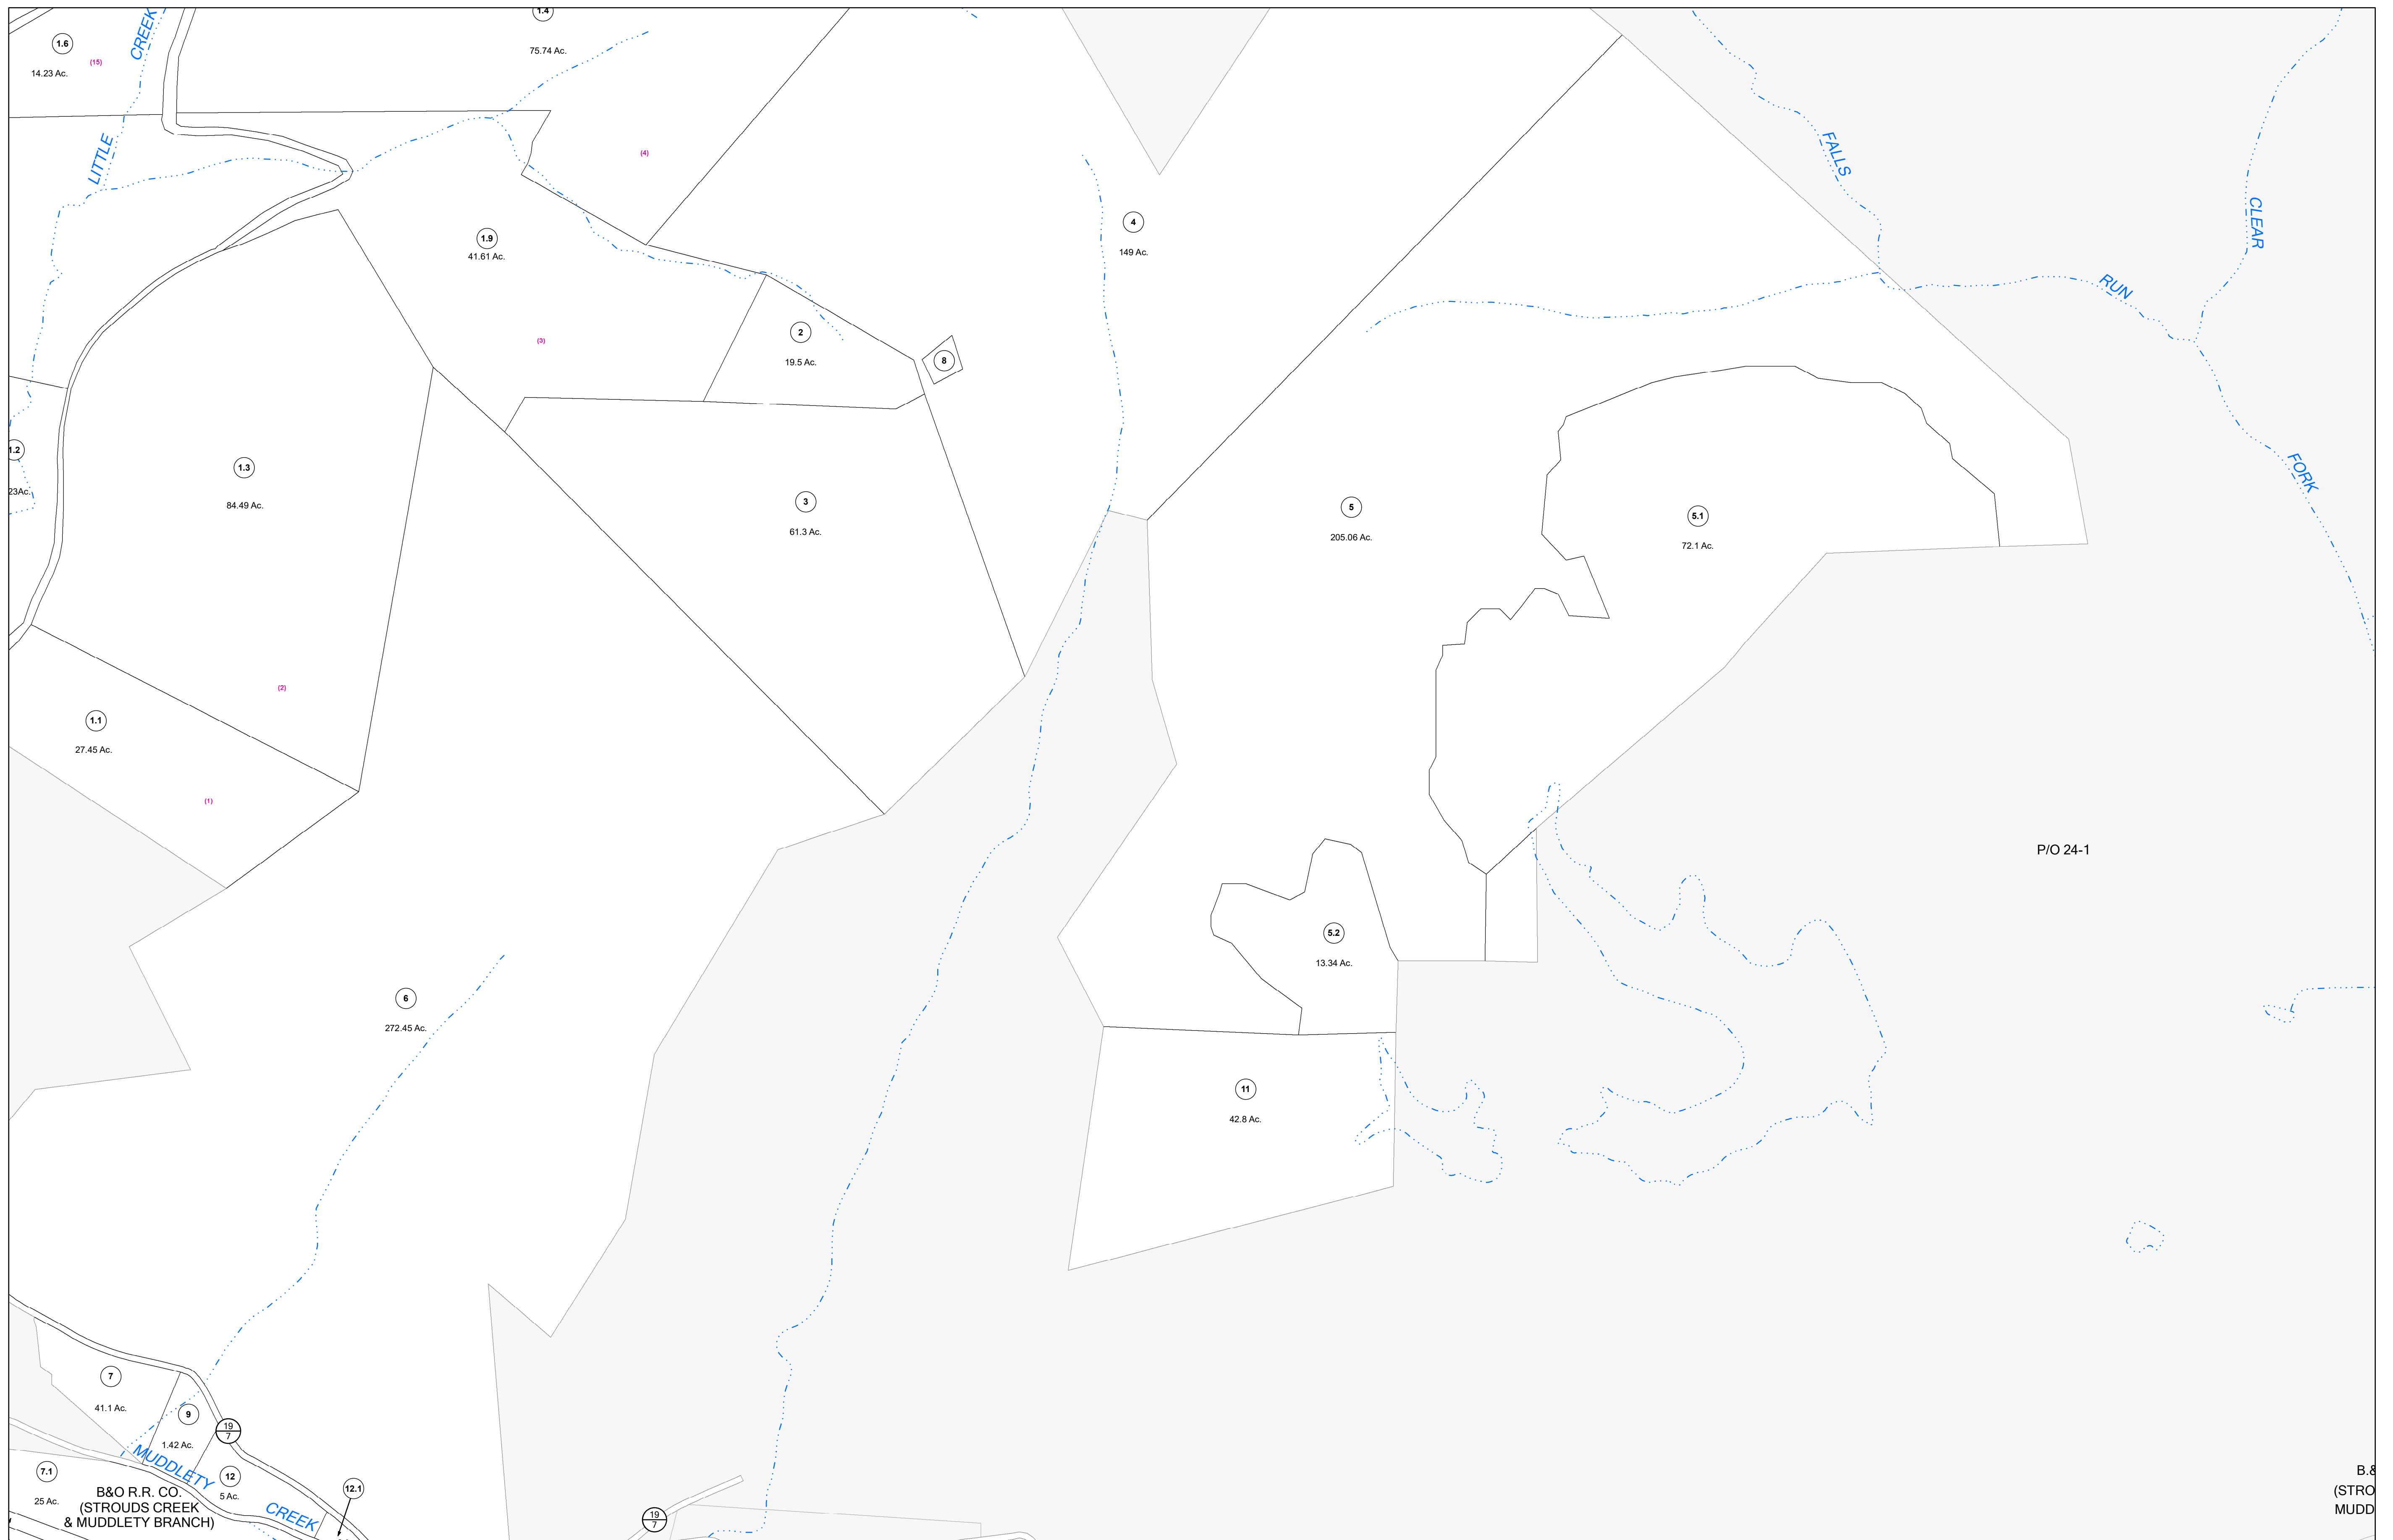 1.4
1.6
75.74 Ac.
(15)
14.23 Ac.
CREEK
LITTLE
FALLS
(4)
CLEAR
4
149 Ac.
1.9
41.61 Ac.
RUN
2
19.5 Ac.
(3)
8
1.2
23Ac.
1.3
84.49 Ac.
FORK
3
61.3 Ac.
5
205.06 Ac.
5.1
72.1 Ac.
(2)
1.1
27.45 Ac.
(1)
P/O 24-1
5.2
13.34 Ac.
6
272.45 Ac.
11
42.8 Ac.
7
41.1 Ac.
9
1.42 Ac.
19
7
MUDDLETY
CREEK
7.1
25 Ac.
12
5 Ac.
12.1
B&O R.R. CO.
(STROUDS CREEK
& MUDDLETY BRANCH)
19
7
B.&
(STRO
MUDD